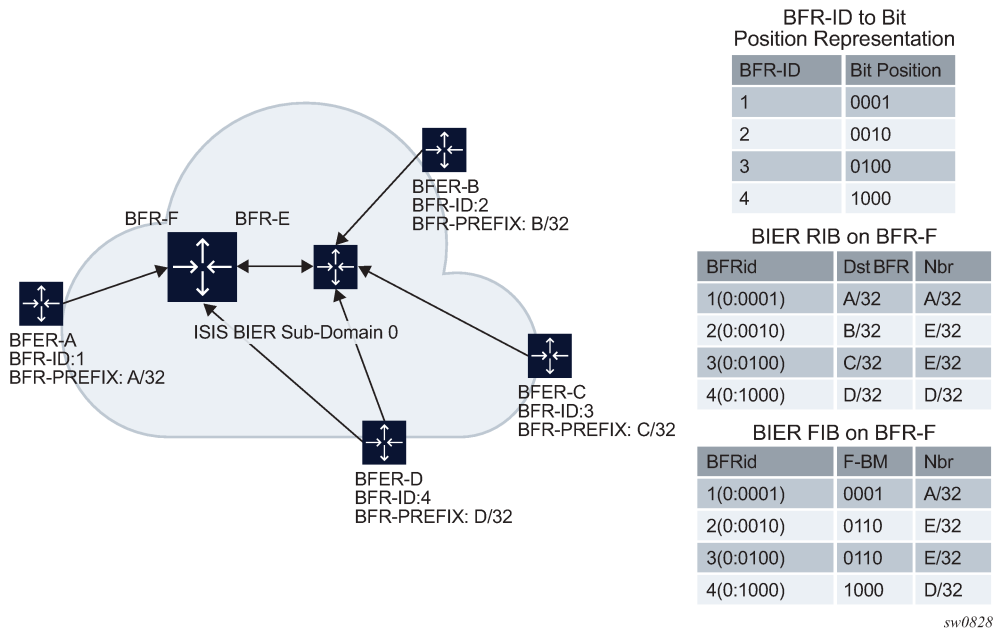 BFR-ID to Bit
Position Representation
BFR-ID Bit Position
1 0001
2 0010
3 0100
4 1000
BFER-B
BFR-ID:2
BFR-PREFIX: B/32
BFR-F BFR-E
BFER-A
BFR-ID:1
BFR-PREFIX: A/32
ISIS BIER Sub-Domain 0
BFER-C
BFR-ID:3
BFR-PREFIX: C/32
BFER-D
BFR-ID:4
BFR-PREFIX: D/32
BIER RIB on BFR-F
BFRid Dst BFR Nbr
1(0:0001) A/32 A/32
2(0:0010) B/32 E/32
3(0:0100) C/32 E/32
4(0:1000) D/32 D/32
BIER FIB on BFR-F
BFRid F-BM Nbr
1(0:0001) 0001 A/32
2(0:0010) 0110 E/32
3(0:0100) 0110 E/32
4(0:1000) 1000 D/32
sw0828